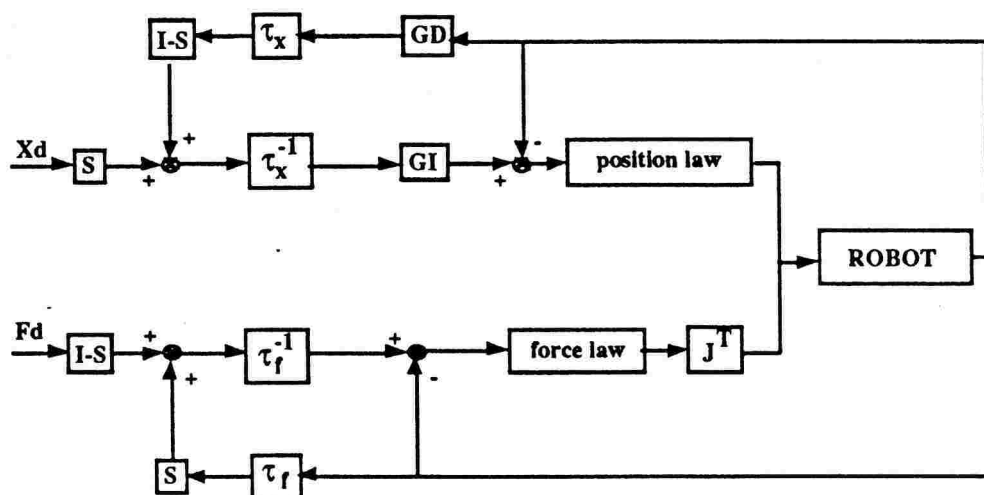 I-S τx GD
+
-
Xd S + τx-1 GI + position law
ROBOT
Fd I-S + τf-1 + force law JT
+
-
S τf